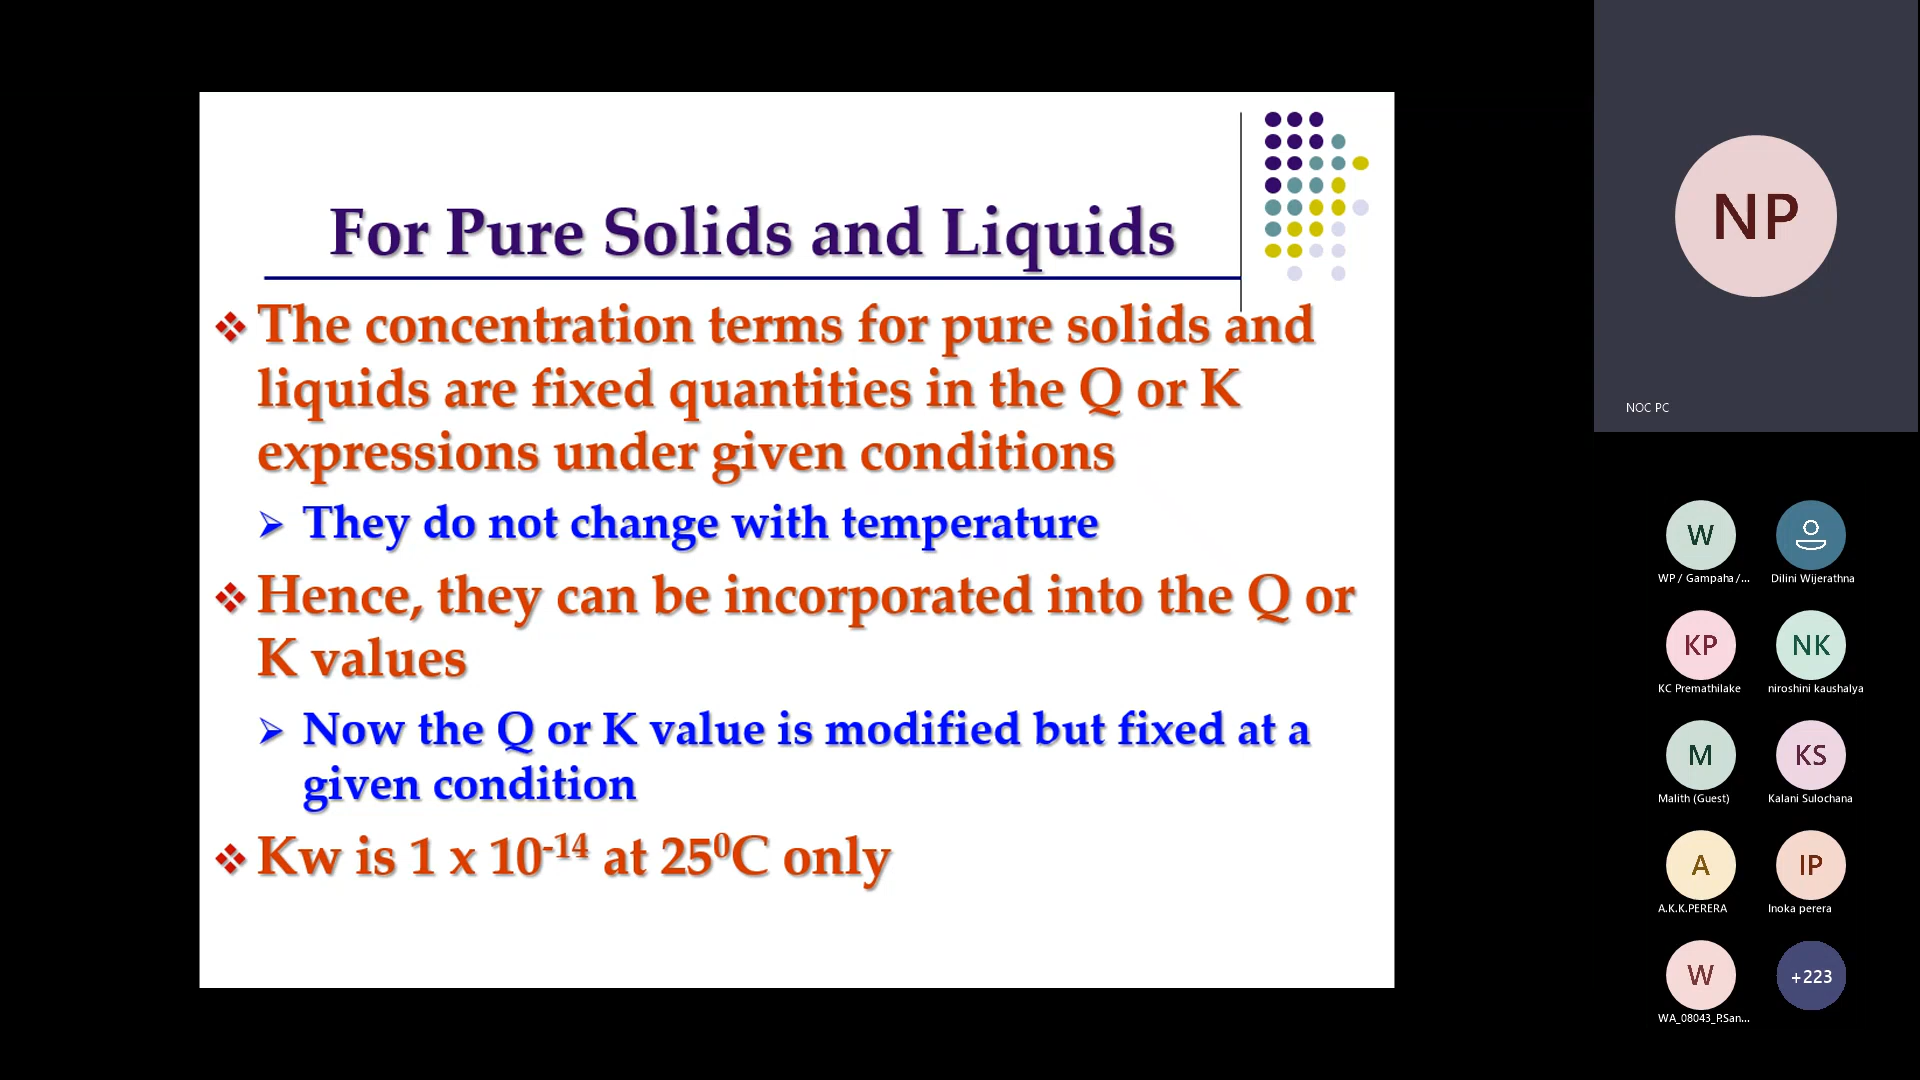 For Pure Solids and Liquids
The concentration terms for pure solids and
liquids are fixed quantities in the Q or K
expressions under given conditions
They do not change with temperature
Hence, they can be incorporated into the Q or
K values
Now the Q or K value is modified but fixed at a
given condition
Kw is 1 x 10⁻¹⁴ at 25⁰C only
NP
NOC PC
W
WP / Gampaha /...
Dilini Wijerathna
KP
NK
KC Premathilake
niroshini kaushalya
M
KS
Malith (Guest)
Kalani Sulochana
A
IP
A.K.K.PERERA
Inoka perera
W
+223
WA_08043_P.San...